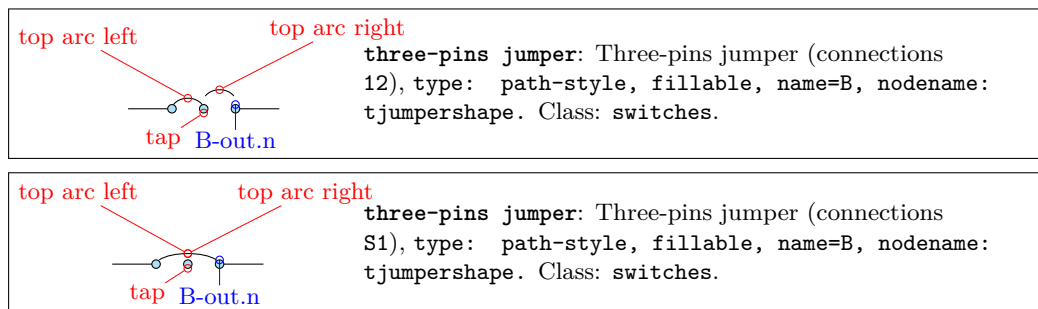 top arc left
top arc right
tap
B-out.n
three-pins jumper: Three-pins jumper (connections
12), type: path-style, fillable, name=B, nodename:
tjumpershape. Class: switches.
top arc left
top arc right
tap
B-out.n
three-pins jumper: Three-pins jumper (connections
S1), type: path-style, fillable, name=B, nodename:
tjumpershape. Class: switches.